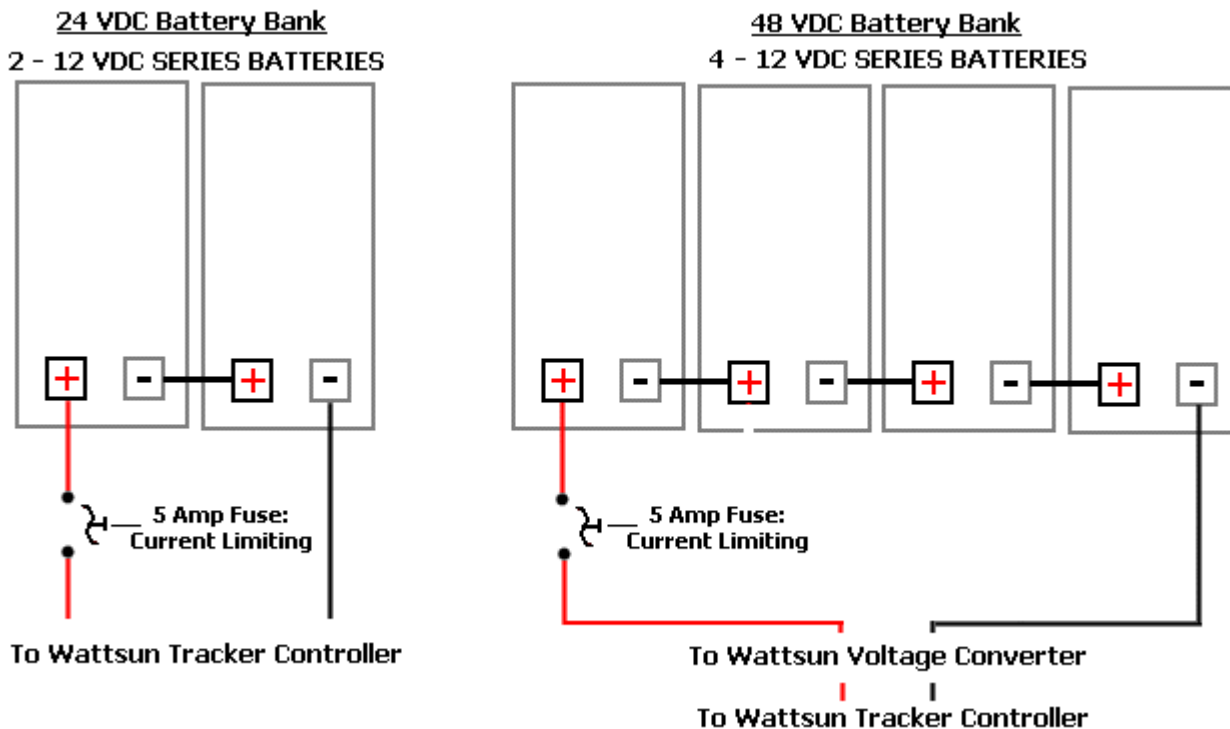 24 VDC Battery Bank
2 - 12 VDC SERIES BATTERIES
+ - + -
5 Amp Fuse:
Current Limiting
To Wattsun Tracker Controller
48 VDC Battery Bank
4 - 12 VDC SERIES BATTERIES
+ - + - + - + -
5 Amp Fuse:
Current Limiting
To Wattsun Voltage Converter
To Wattsun Tracker Controller